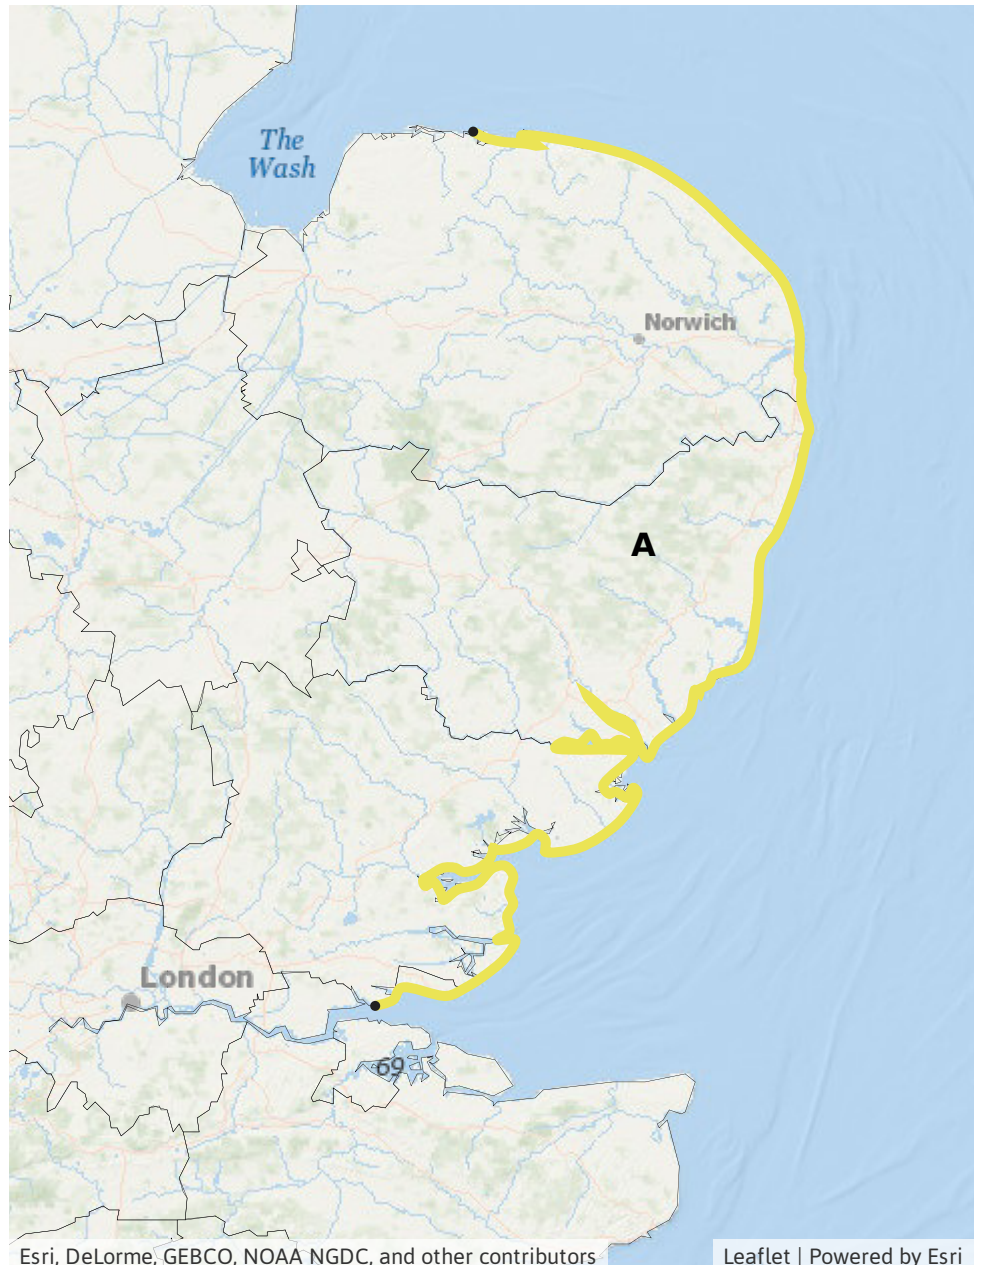 The
Wash
Norwich
A
London
69
Esri, DeLorme, GEBCO, NOAA NGDC, and other contributors
Leaflet | Powered by Esri